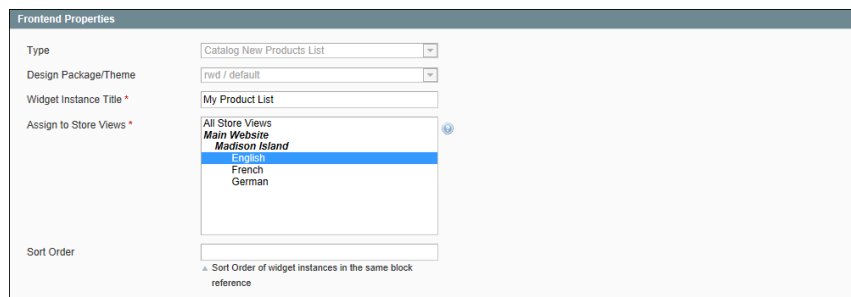 Frontend Properties
Type
Catalog New Products List
Design Package/Theme
rwd / default
Widget Instance Title *
My Product List
Assign to Store Views *
All Store Views
Main Website
Madison Island
English
French
German
?
Sort Order
▲ Sort Order of widget instances in the same block
reference